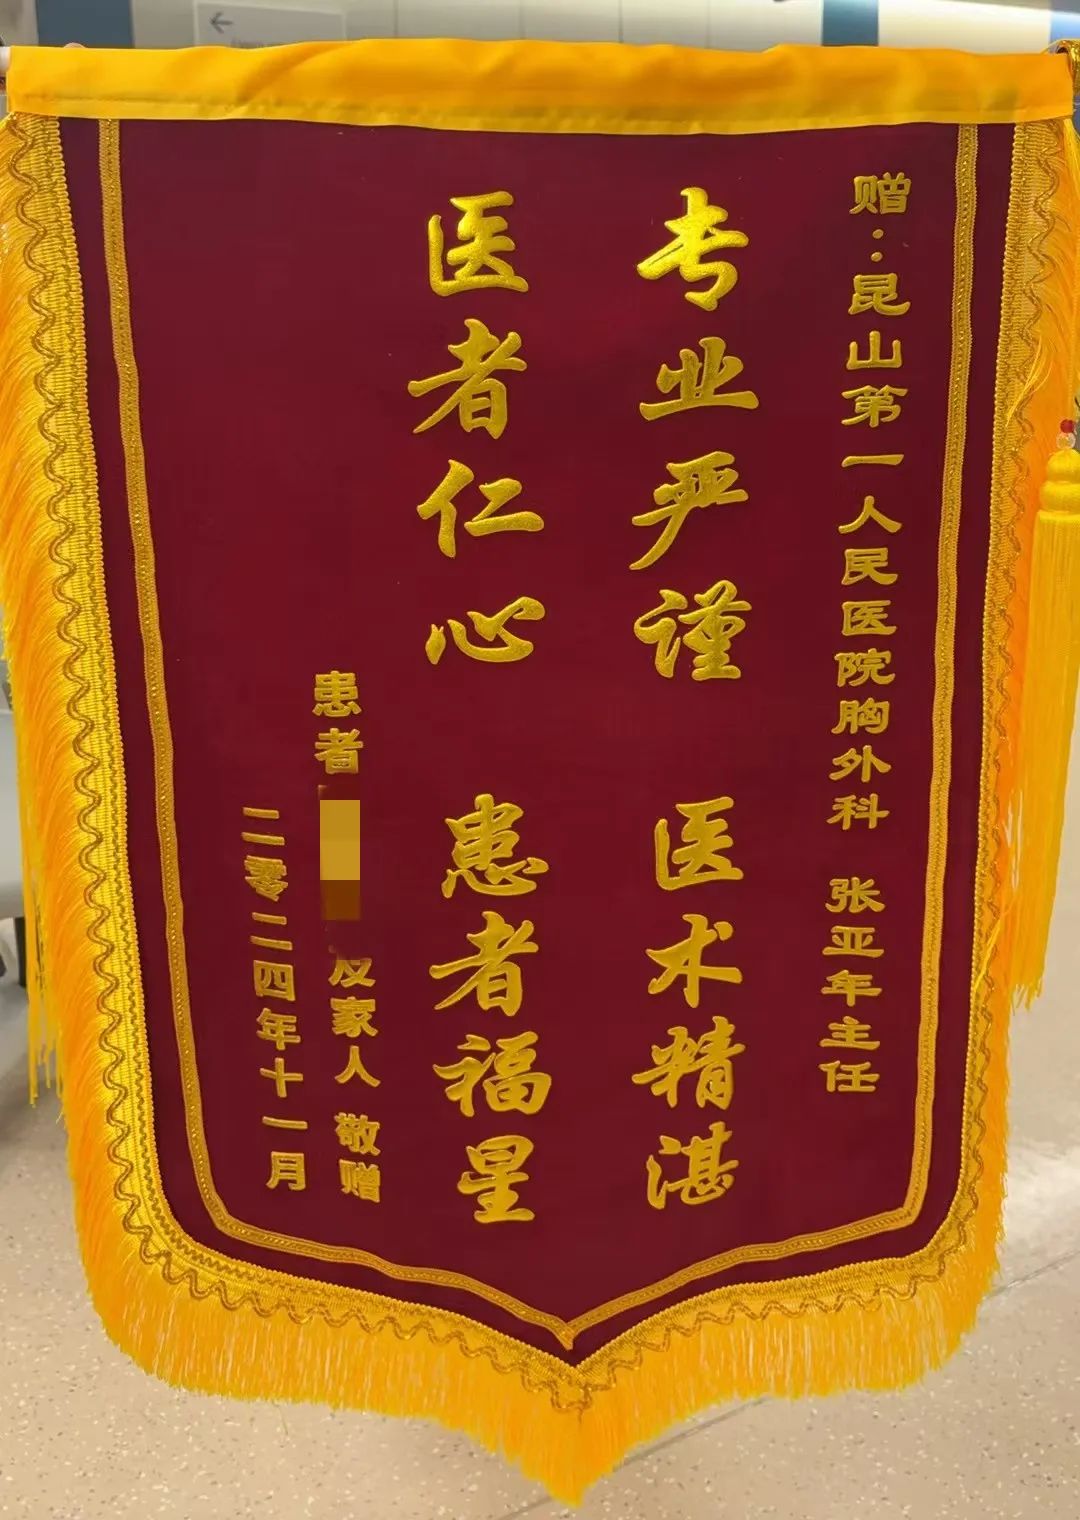 赠：昆山第一人民医院胸外科 张亚年主任
专业严谨 医术精湛
医者仁心 患者福星
患者 及家人 敬赠
二零二四年十一月